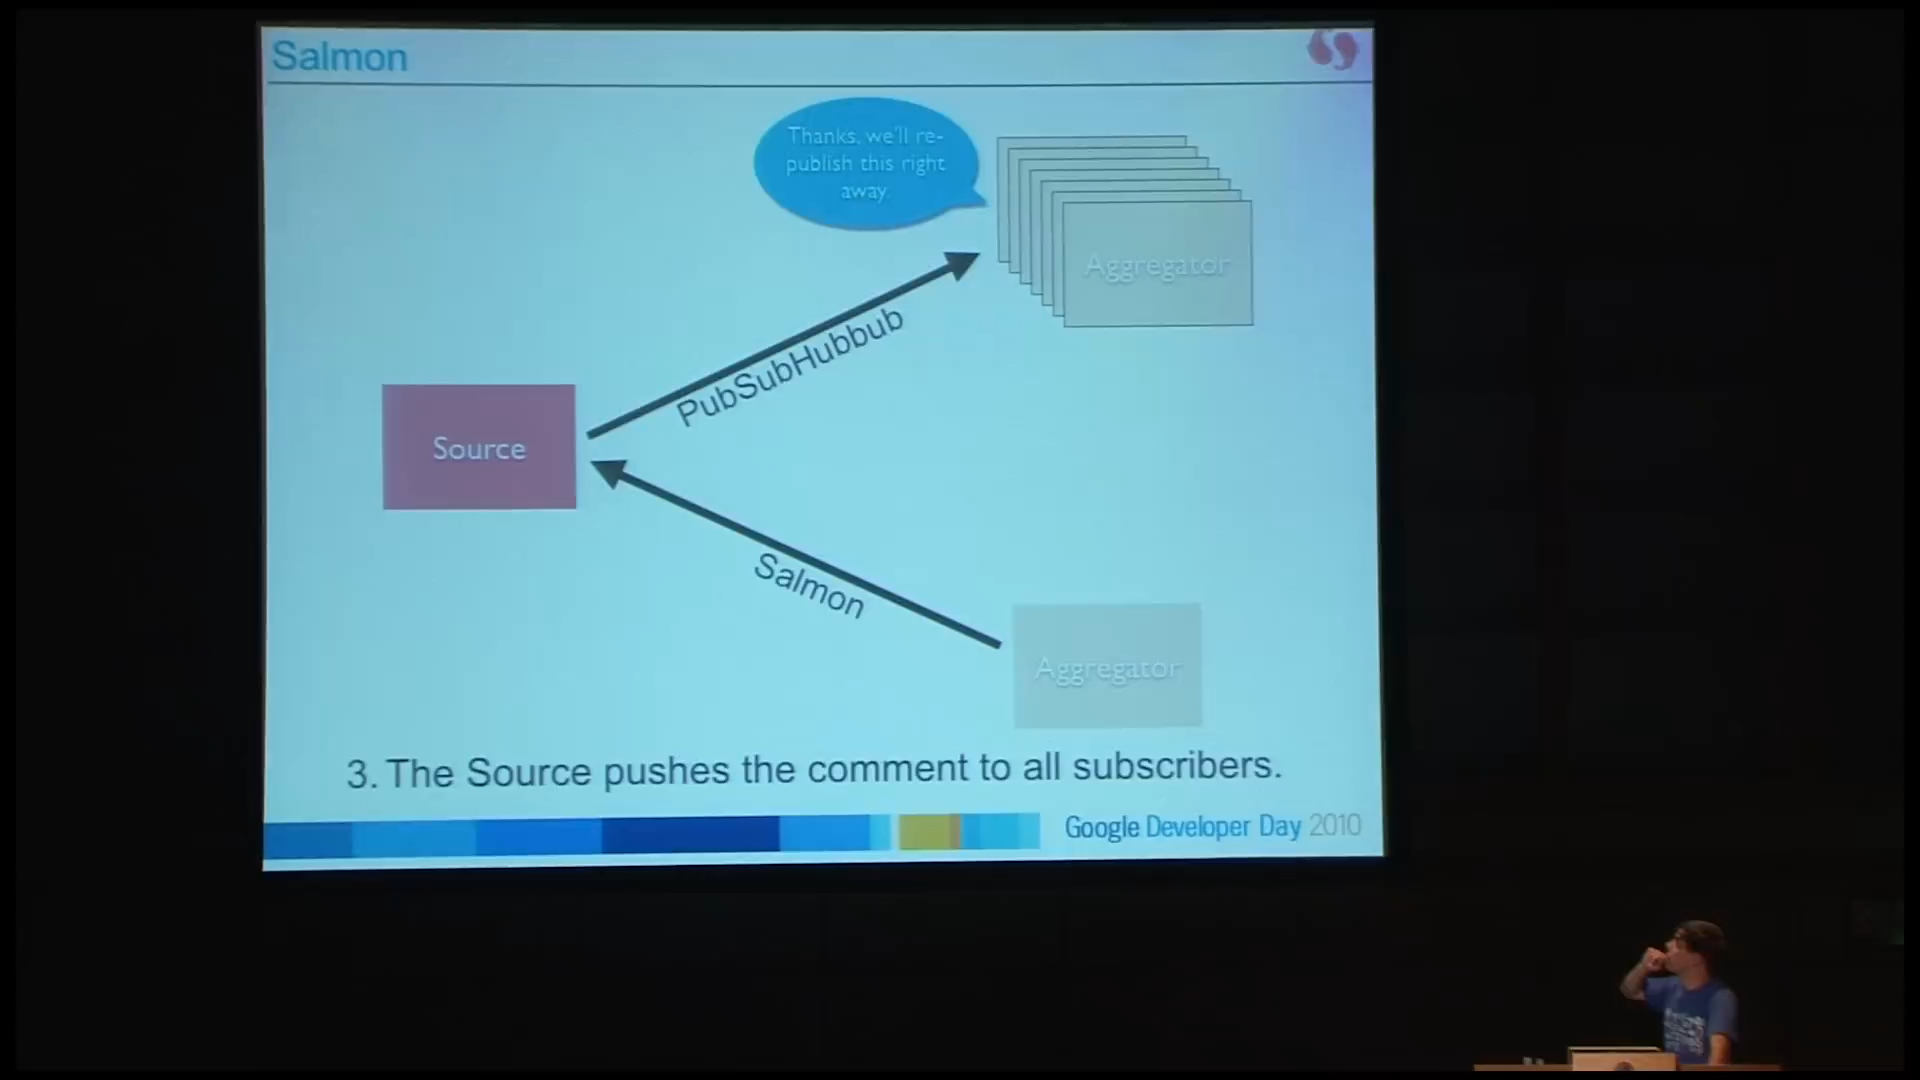 Salmon
Thanks, we'll re-
publish this right
away.
Aggregator
PubSubHubbub
Source
Salmon
Aggregator
3. The Source pushes the comment to all subscribers.
Google Developer Day 2010